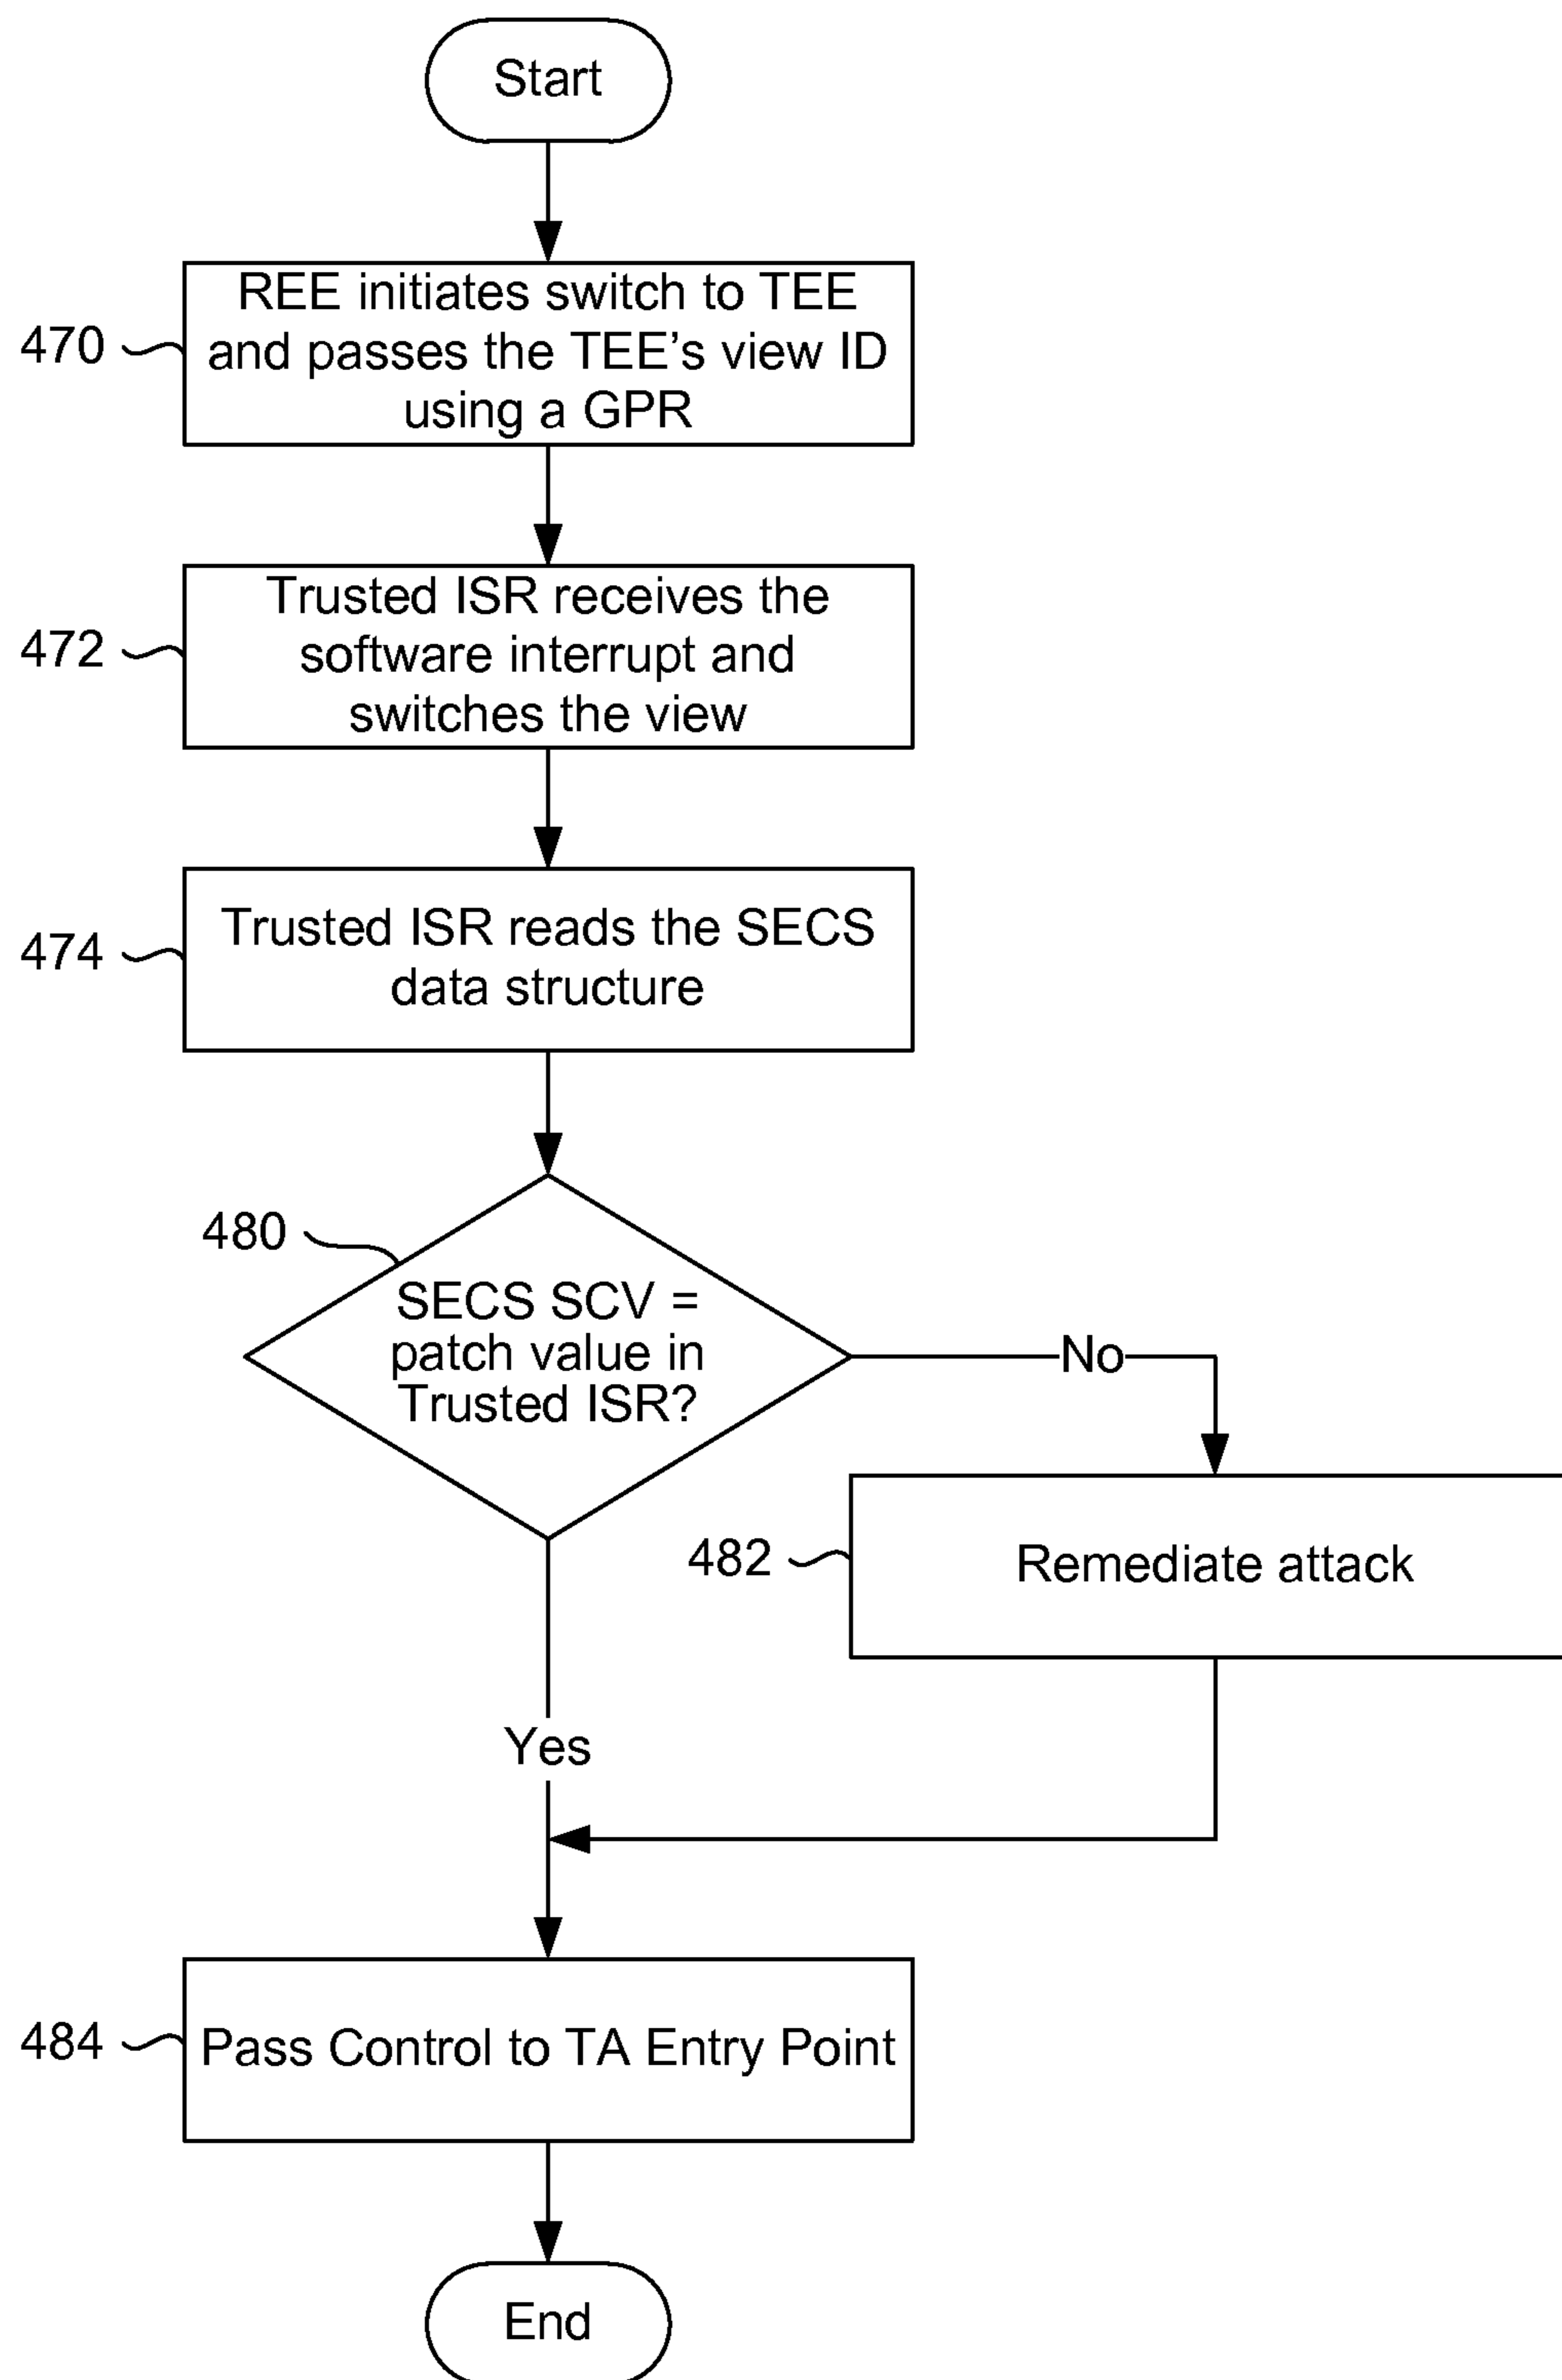 Start
REE initiates switch to TEE
and passes the TEE's view ID
using a GPR
470
Trusted ISR receives the
software interrupt and
switches the view
472
Trusted ISR reads the SECS
data structure
474
480
SECS SCV =
patch value in
Trusted ISR?
No
482
Remediate attack
Yes
484
Pass Control to TA Entry Point
End